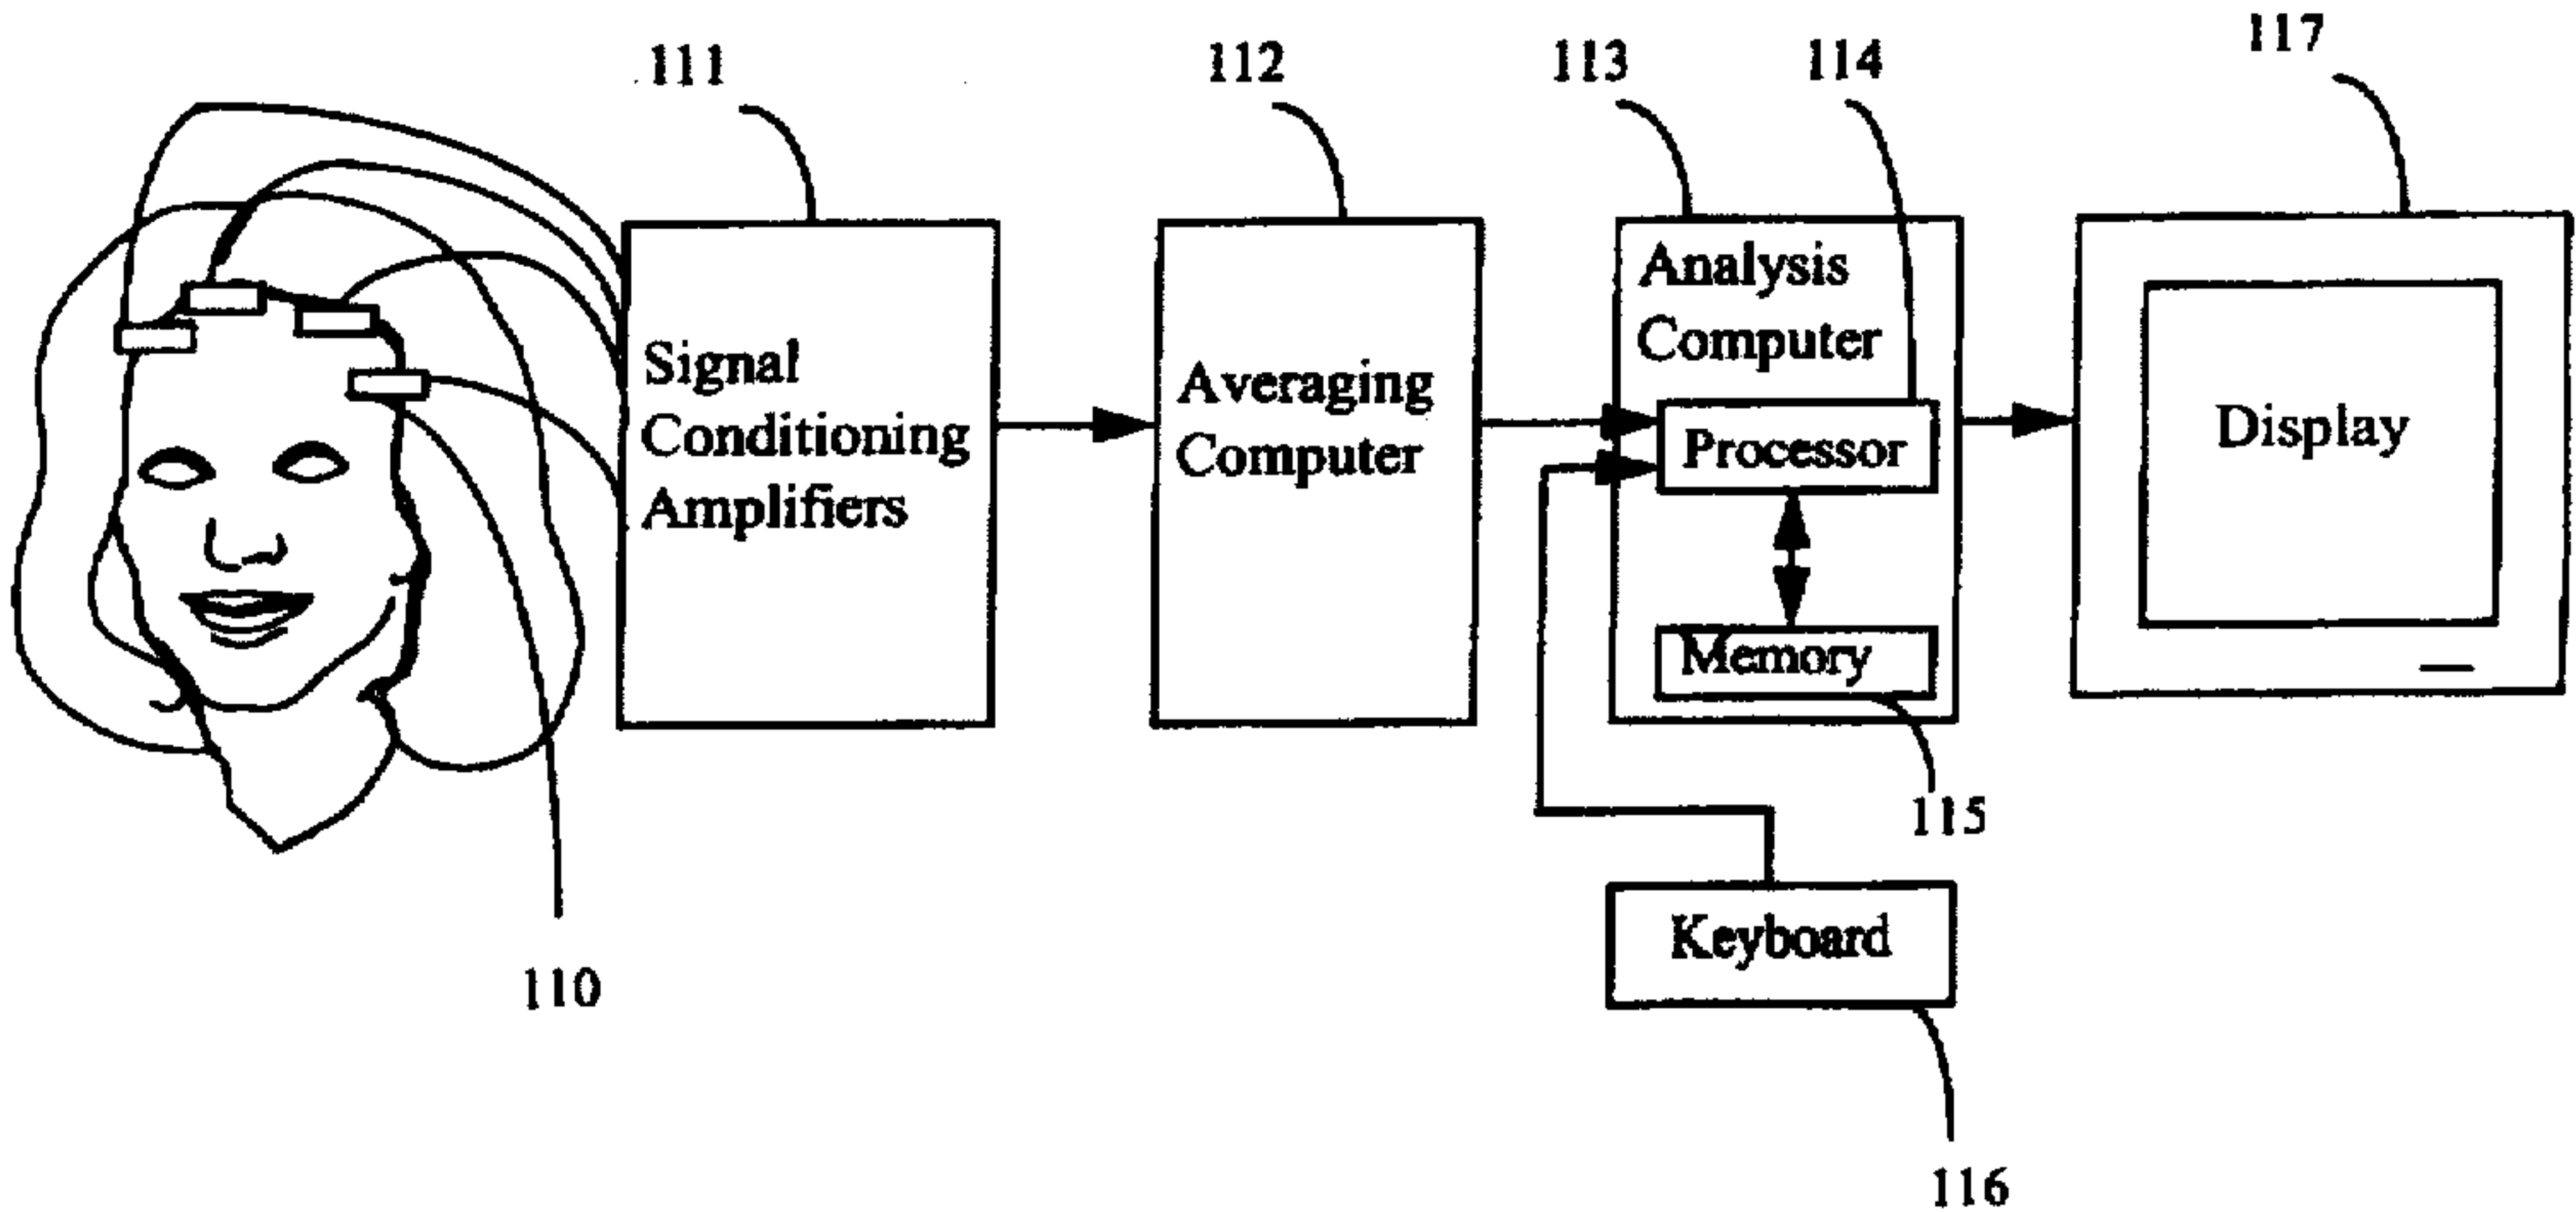 111
112
113
114
117
Signal
Conditioning
Amplifiers
Averaging
Computer
Analysis
Computer
Processor
Memory
Display
115
Keyboard
110
116